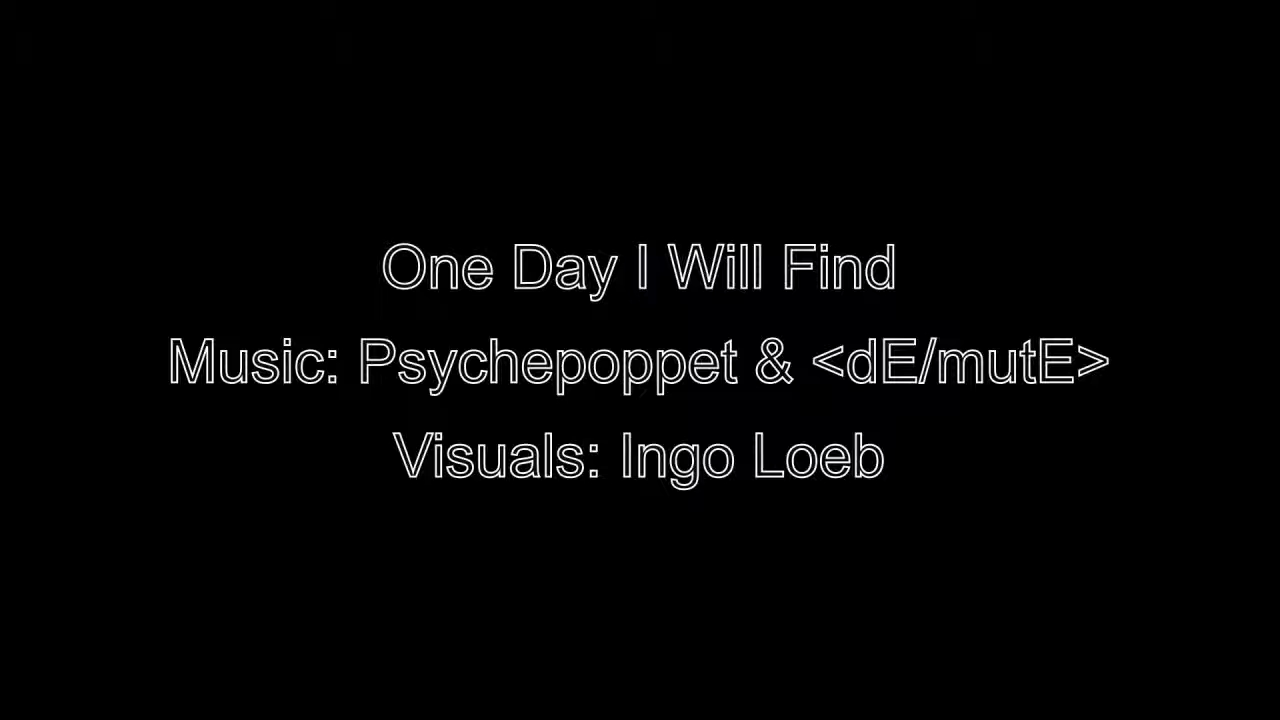 One Day I Will Find
Music: Psychepoppet & <dE/mutE>
Visuals: Ingo Loeb